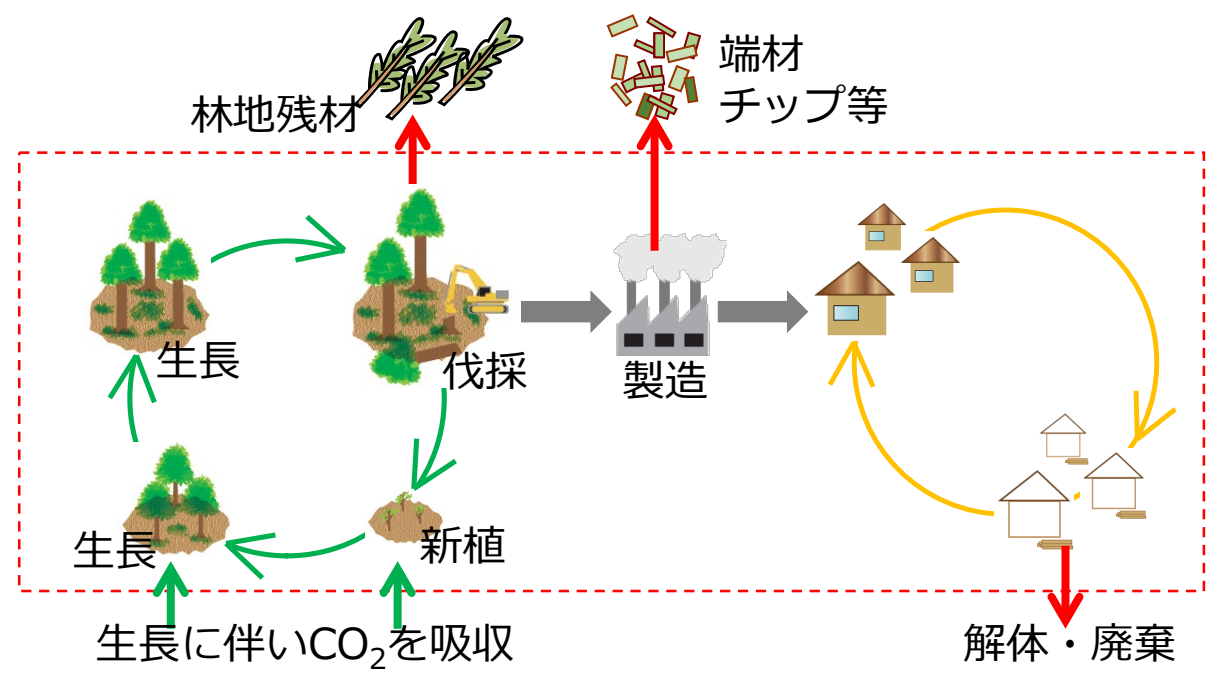 林地残材
端材
チップ等
生長
伐採
製造
生長
新植
生長に伴いCO₂を吸収
解体・廃棄